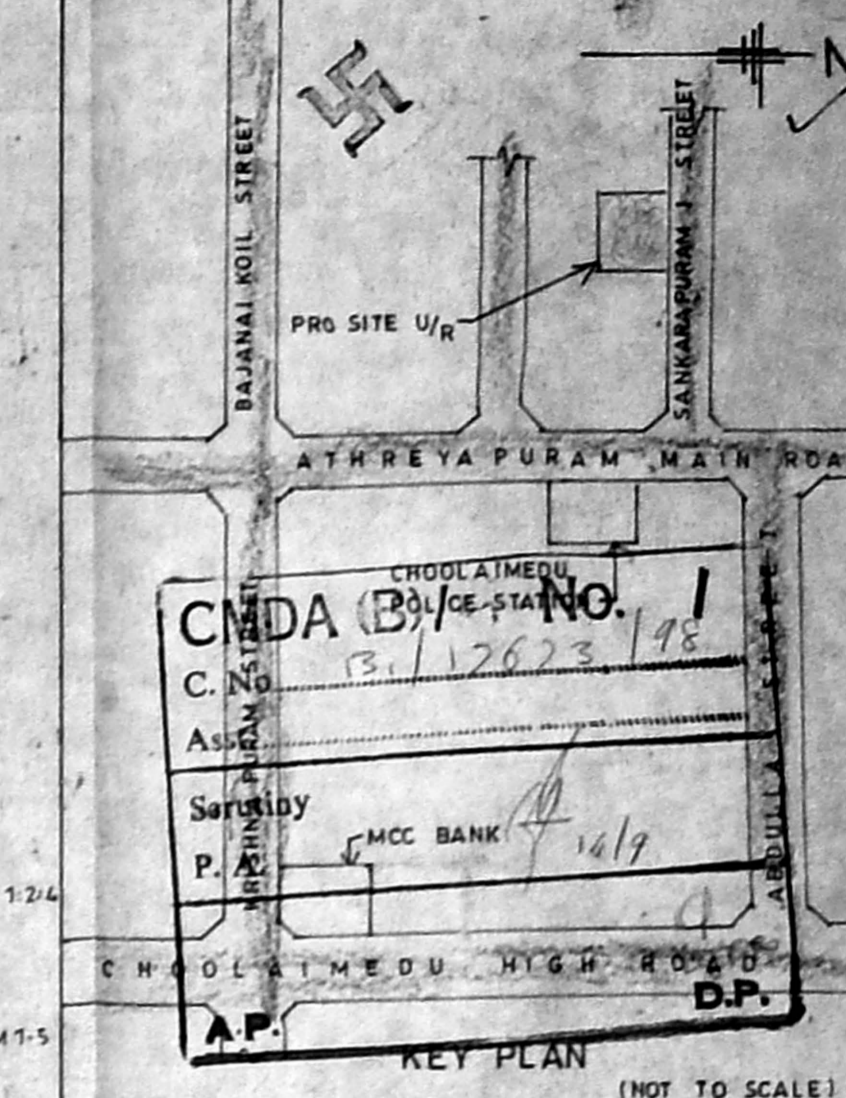 N
BAJANAI KOIL STREET
SANKARAPURAM J STREET
PRO SITE U/R
ATHREYAPURAM MAIN ROA
CHOOLAIMEDU
POLICE STATION
CMDA (B)/ No. 1
C. No B1/12623/98
Ass
KRISHNAPURAM STREET
ABDULLA STREET
Scrutiny
MCC BANK
14/9
P. A.
1:2:4
CHOOLAIMEDU HIGH ROAD
D.P.
A.P.
M 7.5
KEY PLAN
(NOT TO SCALE)